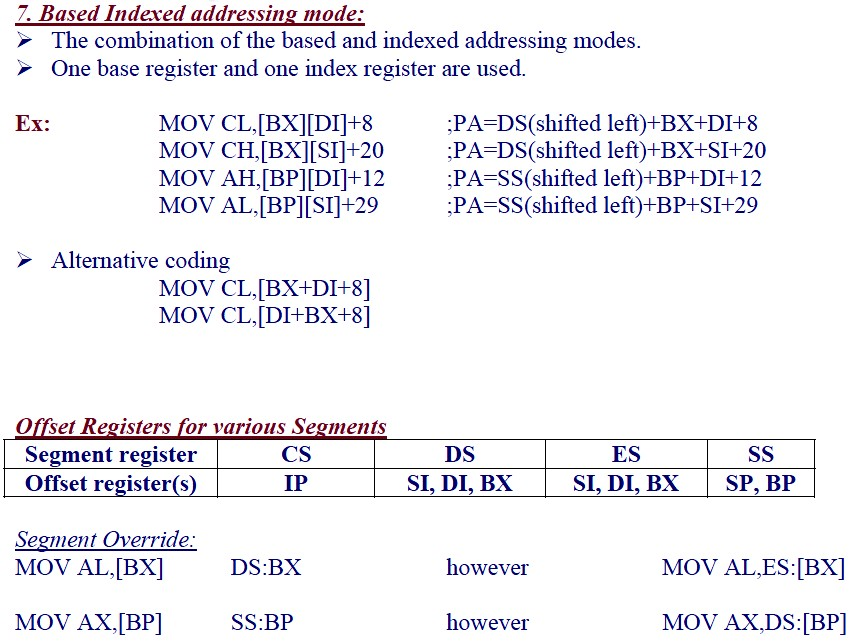 7. Based Indexed addressing mode:
➢ The combination of the based and indexed addressing modes.
➢ One base register and one index register are used.
Ex: MOV CL,[BX][DI]+8 ;PA=DS(shifted left)+BX+DI+8
MOV CH,[BX][SI]+20 ;PA=DS(shifted left)+BX+SI+20
MOV AH,[BP][DI]+12 ;PA=SS(shifted left)+BP+DI+12
MOV AL,[BP][SI]+29 ;PA=SS(shifted left)+BP+SI+29
➢ Alternative coding
MOV CL,[BX+DI+8]
MOV CL,[DI+BX+8]
Offset Registers for various Segments
Segment register CS DS ES SS
Offset register(s) IP SI, DI, BX SI, DI, BX SP, BP
Segment Override:
MOV AL,[BX] DS:BX however MOV AL,ES:[BX]
MOV AX,[BP] SS:BP however MOV AX,DS:[BP]